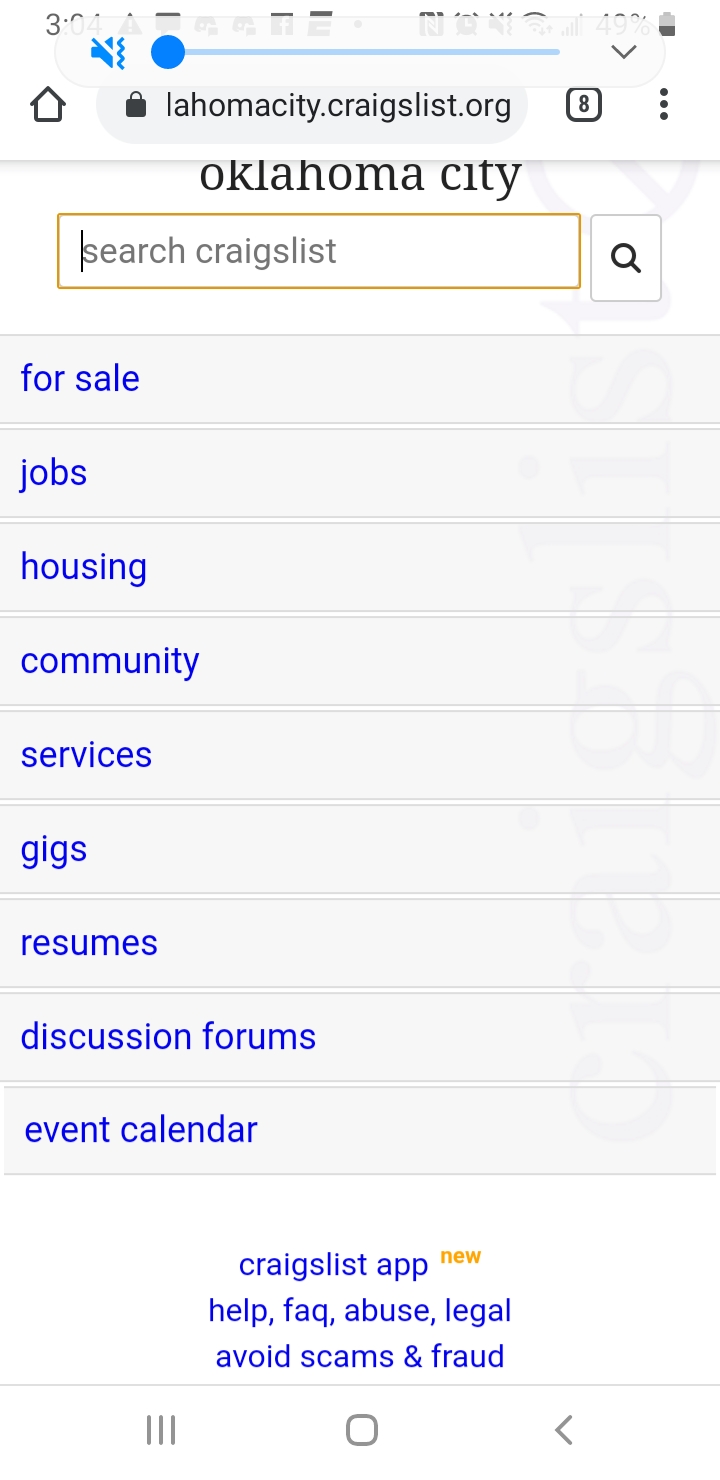 3:04
49%
lahomacity.craigslist.org
8
oklahoma city
search craigslist
for sale
jobs
housing
community
services
gigs
resumes
discussion forums
event calendar
craigslist app new
help, faq, abuse, legal
avoid scams & fraud
craigslist